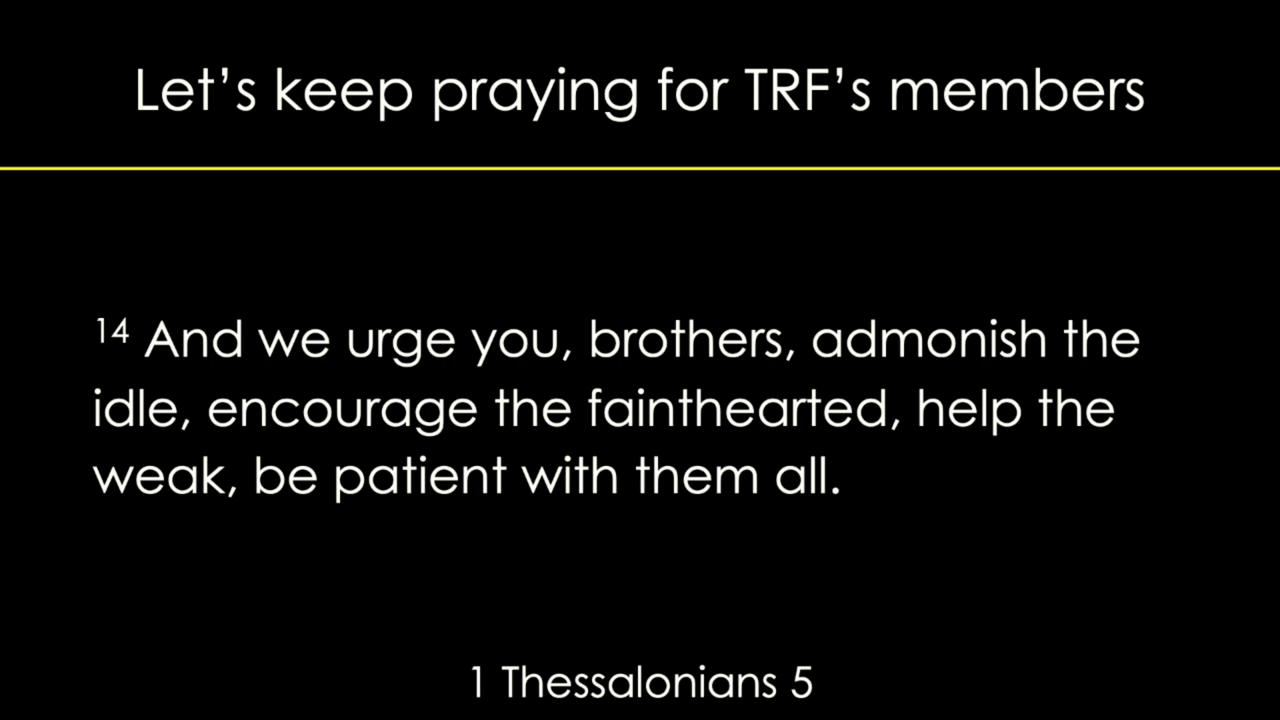 Let’s keep praying for TRF’s members
14 And we urge you, brothers, admonish the
idle, encourage the fainthearted, help the
weak, be patient with them all.
1 Thessalonians 5